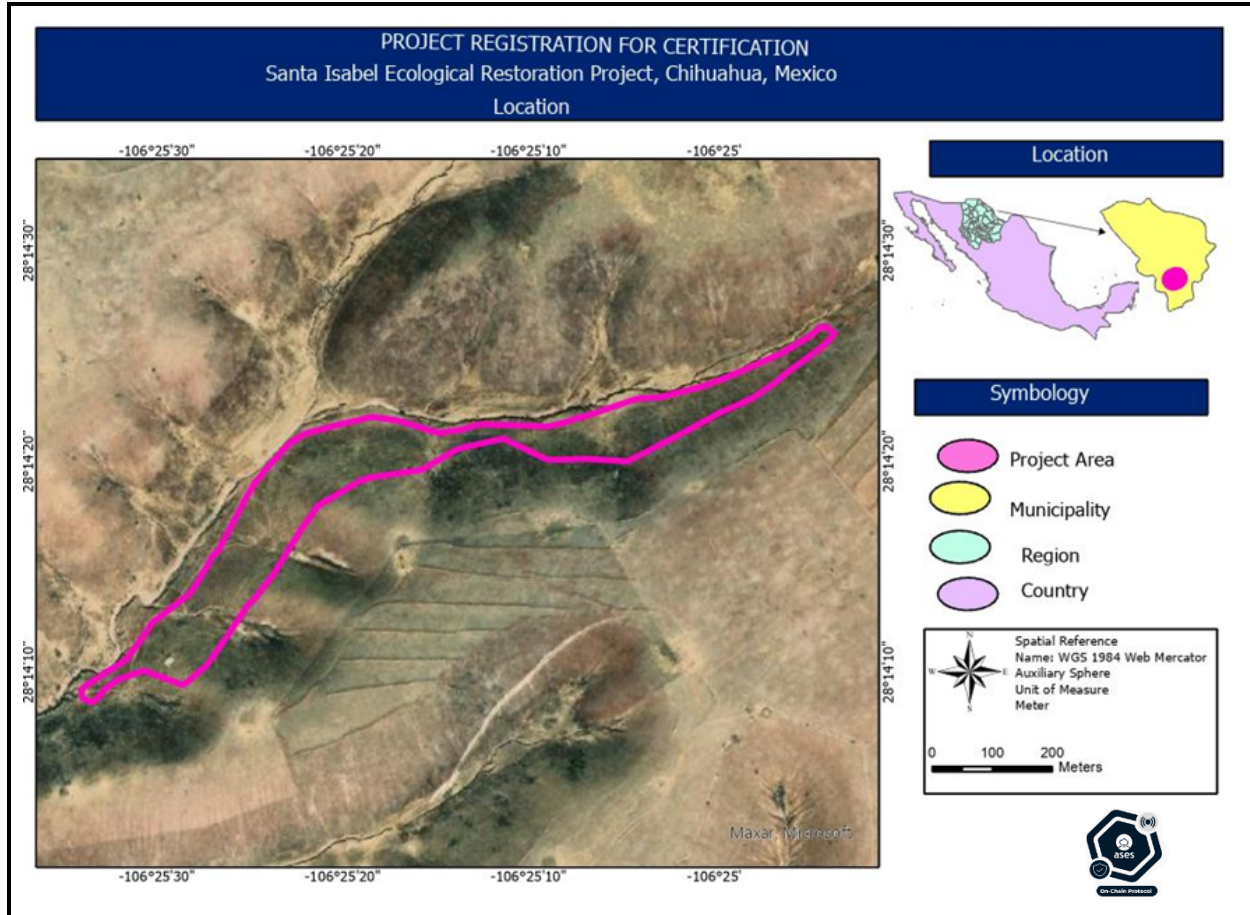 PROJECT REGISTRATION FOR CERTIFICATION
Santa Isabel Ecological Restoration Project, Chihuahua, Mexico
Location
-106°25'30"
-106°25'20"
-106°25'10"
-106°25'
28°14'30"
28°14'20"
28°14'10"
28°14'30"
28°14'20"
28°14'10"
Maxar, Microsoft
-106°25'30"
-106°25'20"
-106°25'10"
-106°25'
Location
Symbology
Project Area
Municipality
Region
Country
N
W
E
S
Spatial Reference
Name: WGS 1984 Web Mercator
Auxiliary Sphere
Unit of Measure
Meter
0 100 200
Meters
ases
On-Chain Protocol